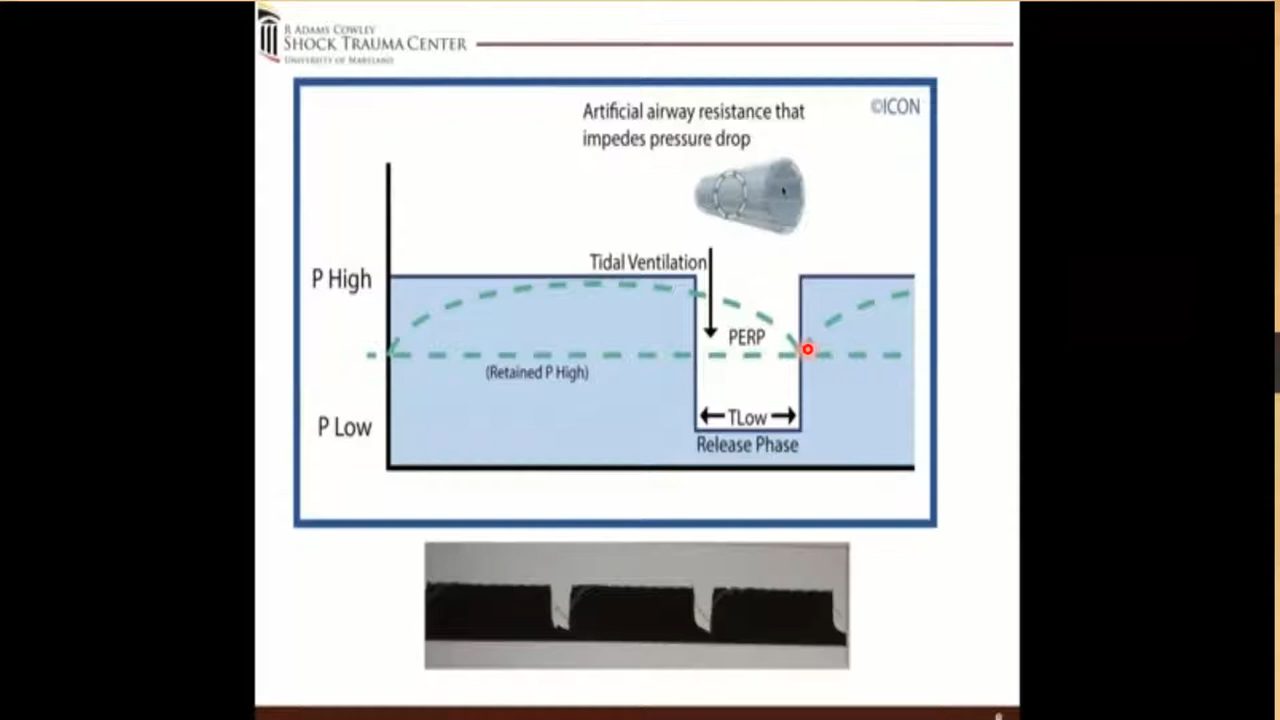 R ADAMS COWLEY
SHOCK TRAUMA CENTER
UNIVERSITY OF MARYLAND
Artificial airway resistance that
impedes pressure drop
©ICON
Tidal Ventilation
P High
PERP
(Retained P High)
TLow
P Low
Release Phase